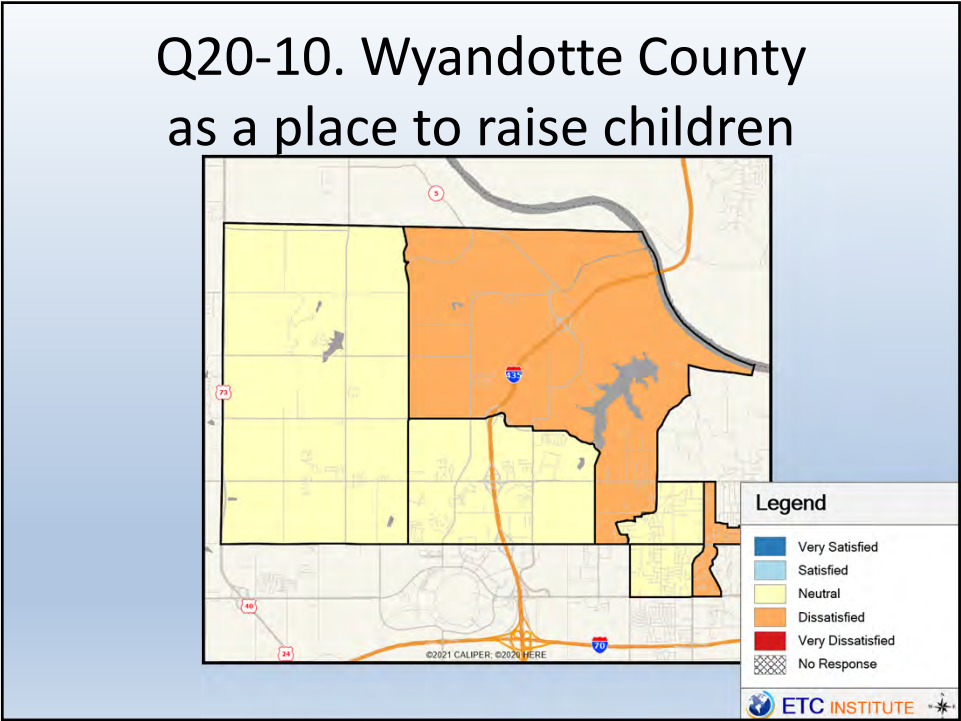 Q20-10. Wyandotte County
as a place to raise children
5
435
73
40
24
70
©2021 CALIPER; ©2020 HERE
Legend
Very Satisfied
Satisfied
Neutral
Dissatisfied
Very Dissatisfied
No Response
ETC INSTITUTE